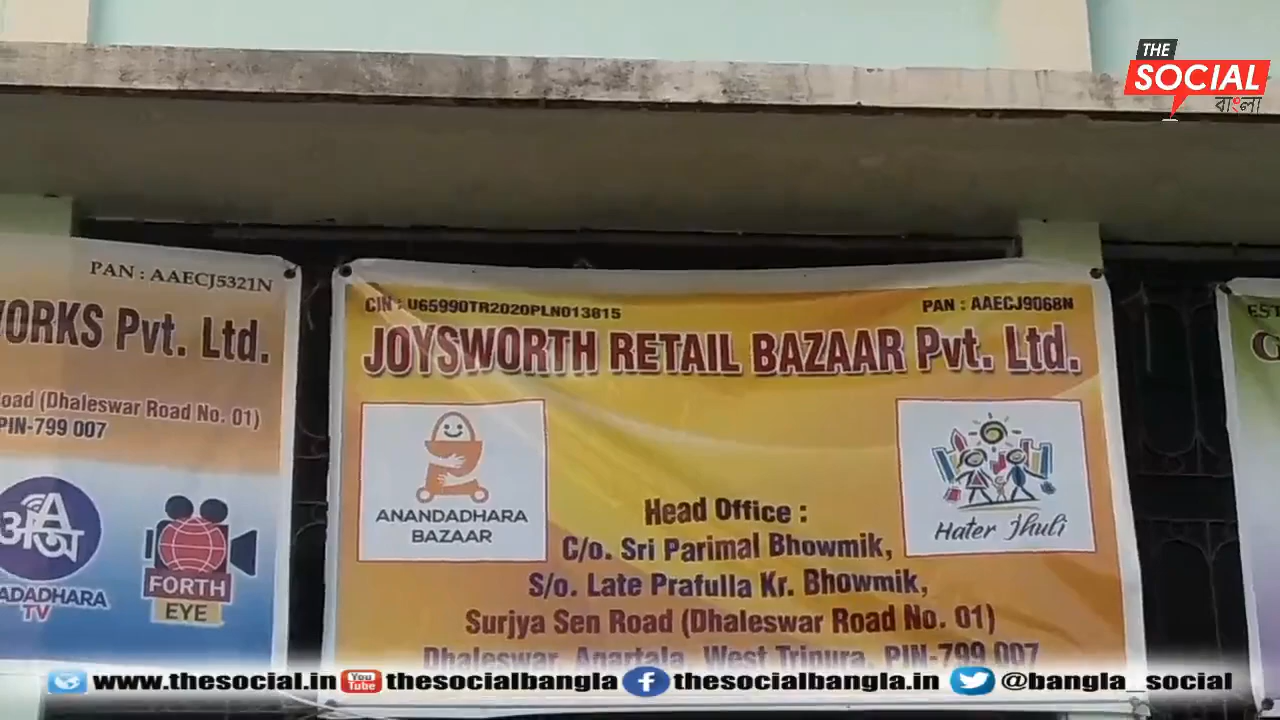 THE
SOCIAL
বাংলা
PAN : AAECJ5321N
WORKS Pvt. Ltd.
oad (Dhaleswar Road No. 01)
PIN-799 007
ADADHARA
TV
FORTH
EYE
CIN : U65990TR2020PLN013815
PAN : AAECJ9068N
JOYSWORTH RETAIL BAZAAR Pvt. Ltd.
ANANDADHARA
BAZAAR
Hater Jhuli
Head Office :
C/o. Sri Parimal Bhowmik,
S/o. Late Prafulla Kr. Bhowmik,
Surjya Sen Road (Dhaleswar Road No. 01)
Dhaleswar, Agartala, West Tripura, PIN-799 007
EST
G
www.thesocial.in
You
Tube
thesocialbangla
thesocialbangla.in
@bangla_social